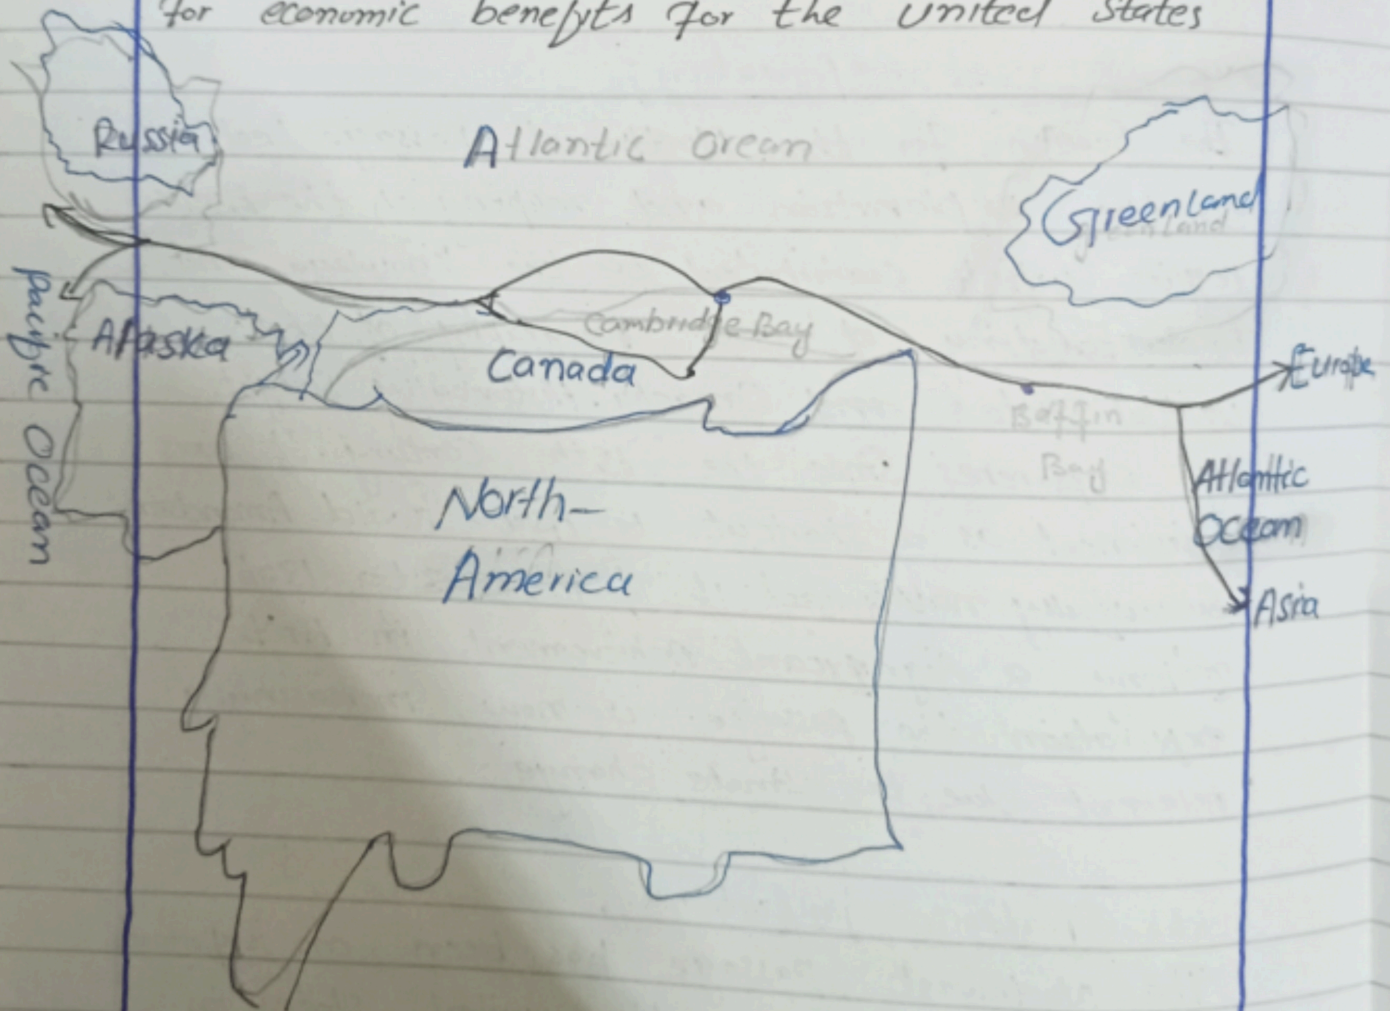 for economic benefits for the United States
Russia
Atlantic Ocean
Greenland
Greenland
Pacific Ocean
Alaska
Cambridge Bay
Canada
Europe
Baffin
Bay
North-
America
Atlantic
Ocean
Asia